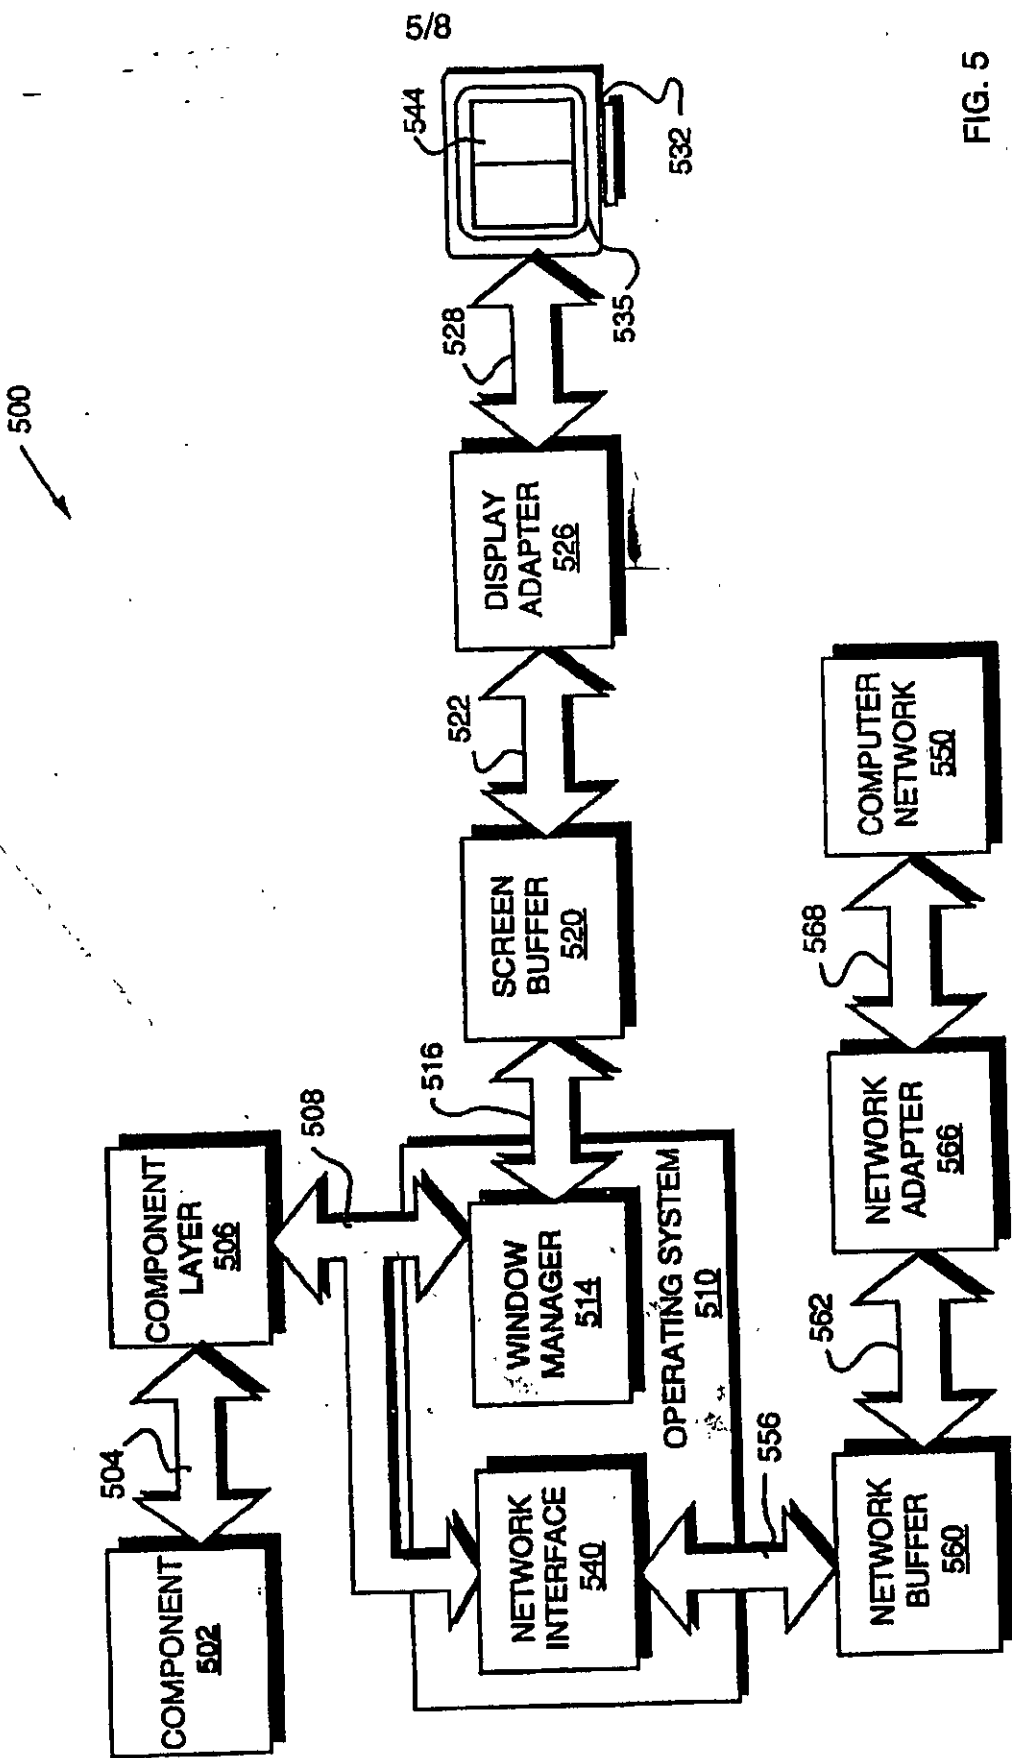 5/8
500
COMPONENT
502
504
COMPONENT
LAYER
506
508
NETWORK
INTERFACE
540
WINDOW
MANAGER
514
OPERATING SYSTEM
510
516
SCREEN
BUFFER
520
522
DISPLAY
ADAPTER
526
528
544
535
532
556
NETWORK
BUFFER
560
562
NETWORK
ADAPTER
566
568
COMPUTER
NETWORK
550
FIG. 5